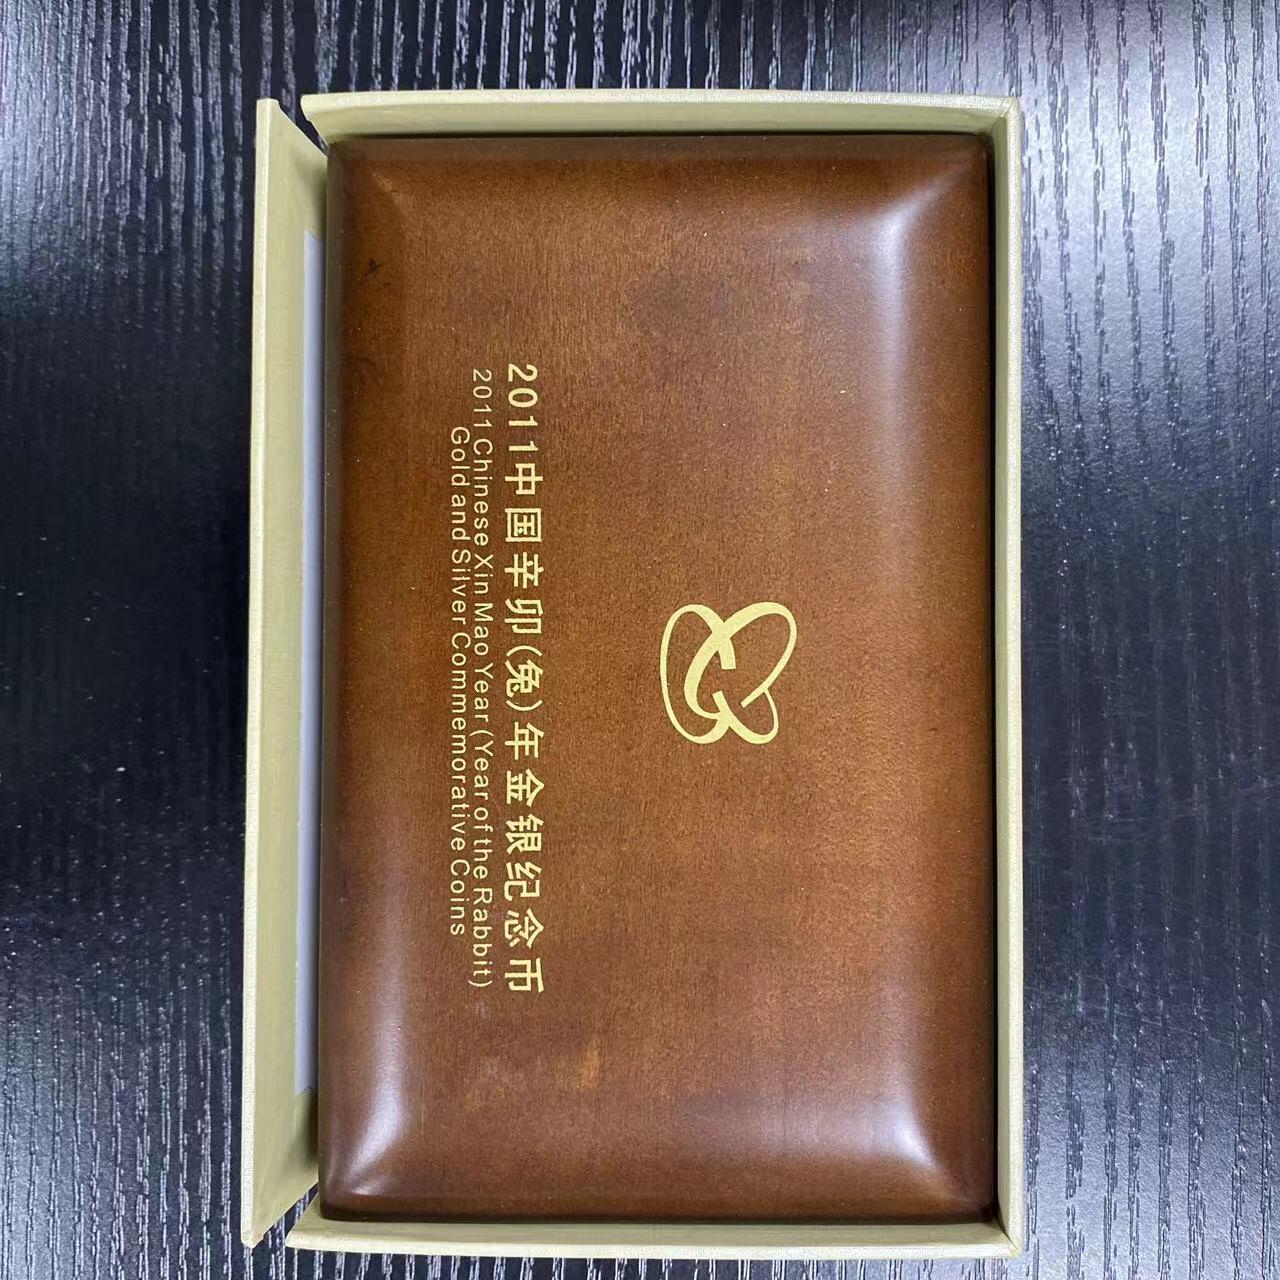 2011中国辛卯(兔)年金银纪念币
2011 Chinese Xin Mao Year (Year of the Rabbit)
Gold and Silver Commemorative Coins